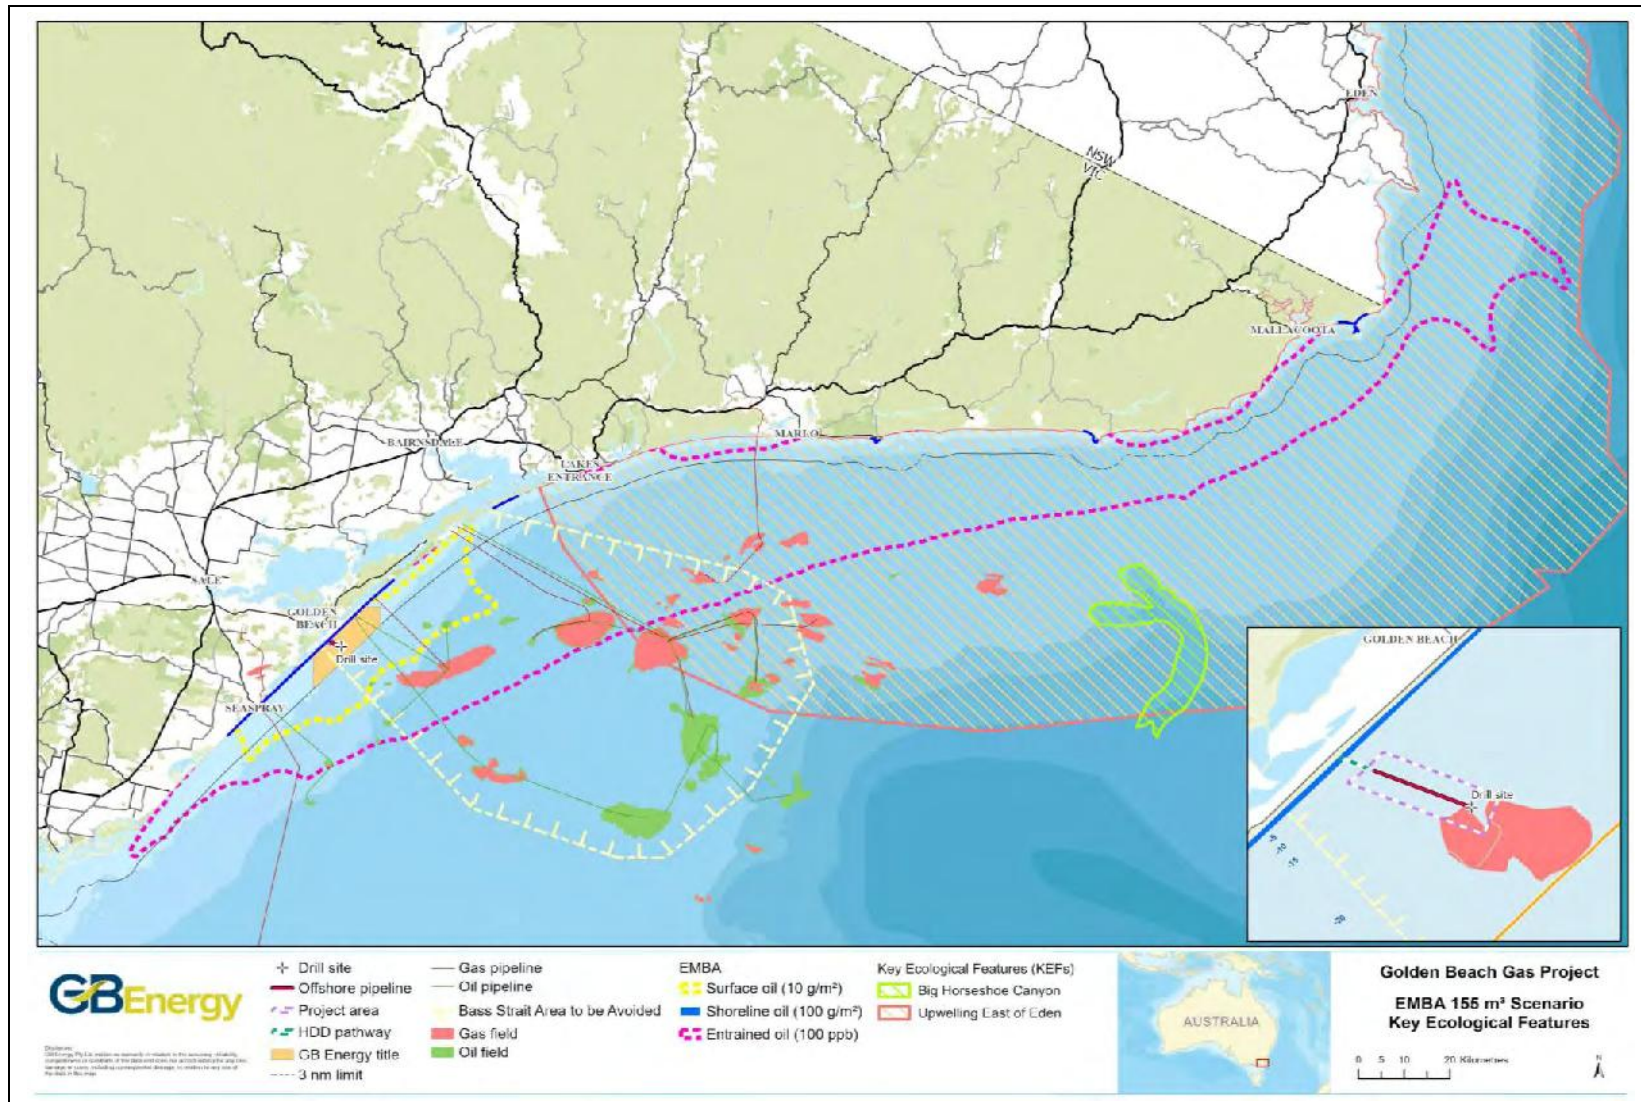 EDEN
NSW
VIC
MALLACOOTA
MARLO
BAIRNSDALE
LAKES
ENTRANCE
SALE
GOLDEN
BEACH
Drill site
SEASPRAY
GOLDEN BEACH
Drill site
-5
-10
-15
-20
GBEnergy
Drill site
Offshore pipeline
Project area
HDD pathway
GB Energy title
3 nm limit
Gas pipeline
Oil pipeline
Bass Strait Area to be Avoided
Gas field
Oil field
EMBA
Surface oil (10 g/m²)
Shoreline oil (100 g/m²)
Entrained oil (100 ppb)
Key Ecological Features (KEFs)
Big Horseshoe Canyon
Upwelling East of Eden
AUSTRALIA
Golden Beach Gas Project
EMBA 155 m³ Scenario
Key Ecological Features
0 5 10 20 Kilometres
N